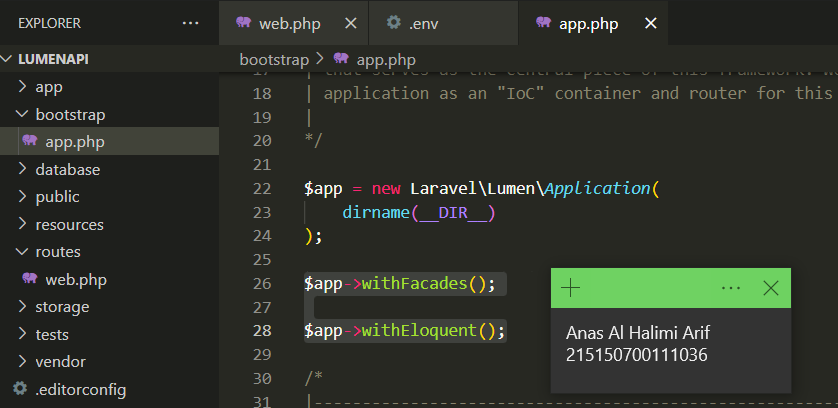 EXPLORER ···
web.php
.env
app.php
LUMENAPI
app
bootstrap
app.php
database
public
resources
routes
web.php
storage
tests
vendor
.editorconfig
bootstrap > app.php
17 | that serves as the central piece of this framework. 
18 | application as an "IoC" container and router for this
19 |
20 */
21
22 $app = new Laravel\Lumen\Application(
23 dirname(__DIR__)
24 );
25
26 $app->withFacades();
27
28 $app->withEloquent();
29
30 /*
31 |--------------------------------------------------------
Anas Al Halimi Arif
215150700111036